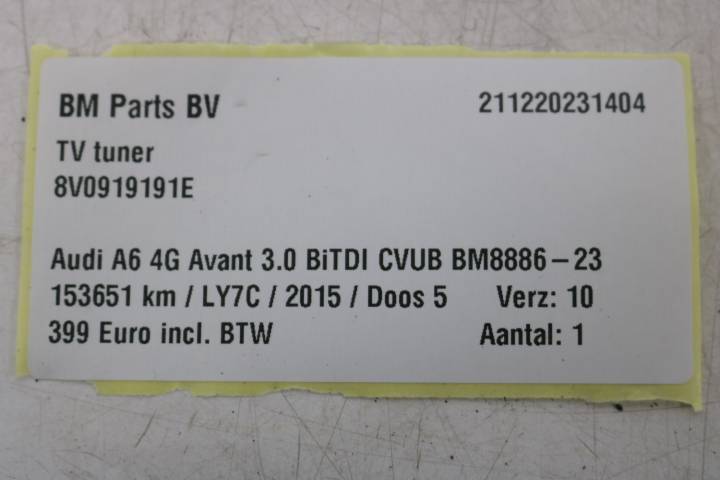 BM Parts BV 211220231404
TV tuner
8V0919191E
Audi A6 4G Avant 3.0 BiTDI CVUB BM8886-23
153651 km / LY7C / 2015 / Doos 5 Verz: 10
399 Euro incl. BTW Aantal: 1